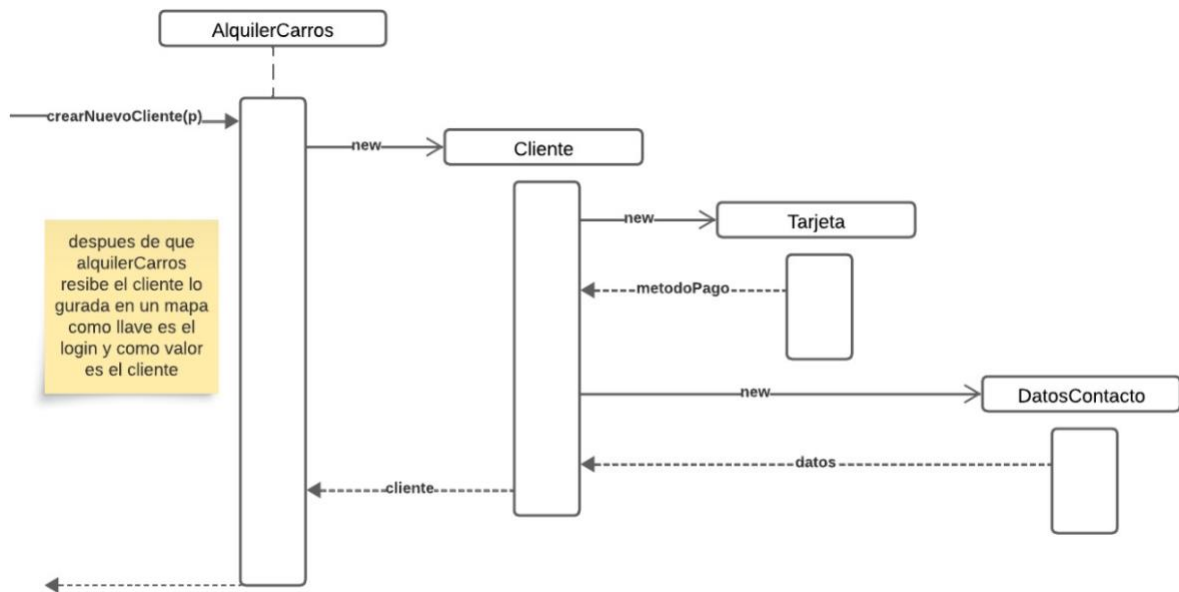 AlquilerCarros
crearNuevoCliente(p)
new
Cliente
new
Tarjeta
despues de que
alquilerCarros
resibe el cliente lo
gurada en un mapa
como llave es el
login y como valor
es el cliente
metodoPago
new
DatosContacto
datos
cliente